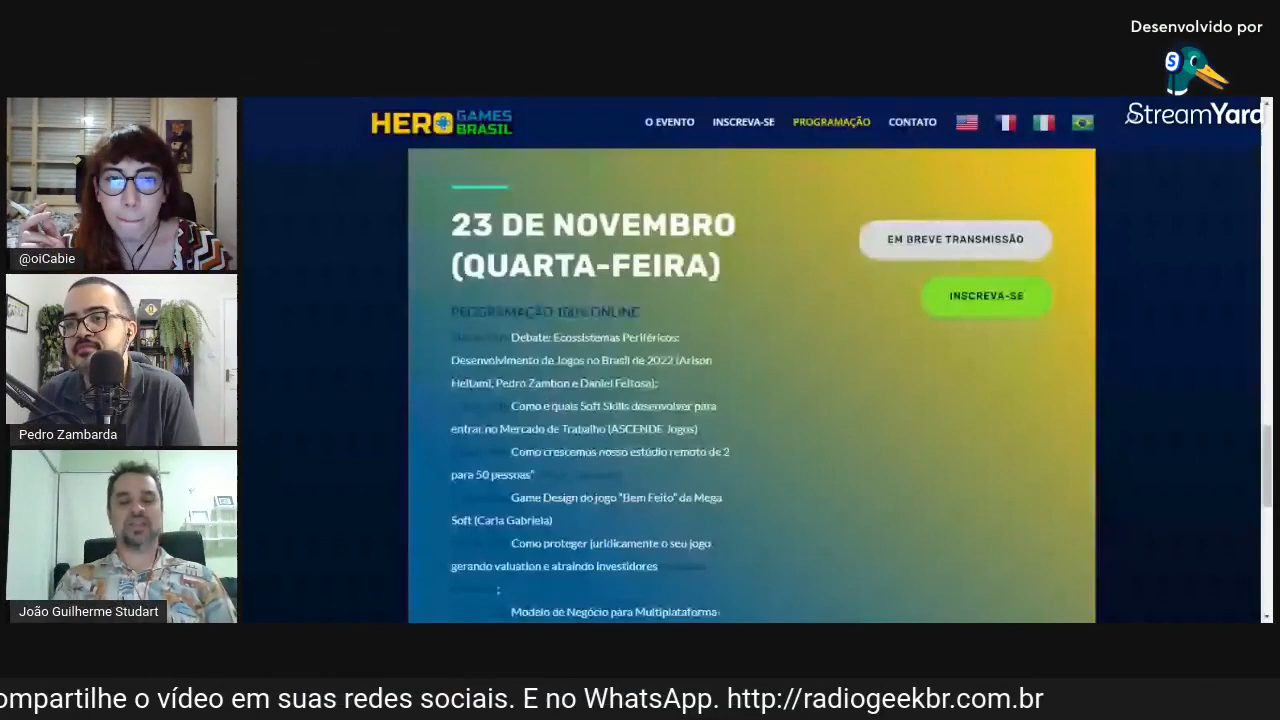 Desenvolvido por
StreamYard
HERO GAMES BRASIL
O EVENTO INSCREVA-SE PROGRAMAÇÃO CONTATO
23 DE NOVEMBRO
(QUARTA-FEIRA)
EM BREVE TRANSMISSÃO
INSCREVA-SE
PROGRAMAÇÃO 100% ONLINE
Debate: Ecossistemas Periféricos:
Desenvolvimento de Jogos no Brasil de 2022 (Arison
Heltami, Pedro Zambon e Daniel Feitosa);
Como e quais Soft Skills desenvolver para
entrar no Mercado de Trabalho (ASCENDE Jogos)
Como crescemos nosso estúdio remoto de 2
para 50 pessoas"
Game Design do jogo "Bem Feito" da Mega
Soft (Carla Gabriela)
Como proteger juridicamente o seu jogo
gerando valuation e atraindo investidores
;
Modelo de Negócio para Multiplataforma-
@oiCabie
Pedro Zambarda
João Guilherme Studart
ompartilhe o vídeo em suas redes sociais. E no WhatsApp. http://radiogeekbr.com.br